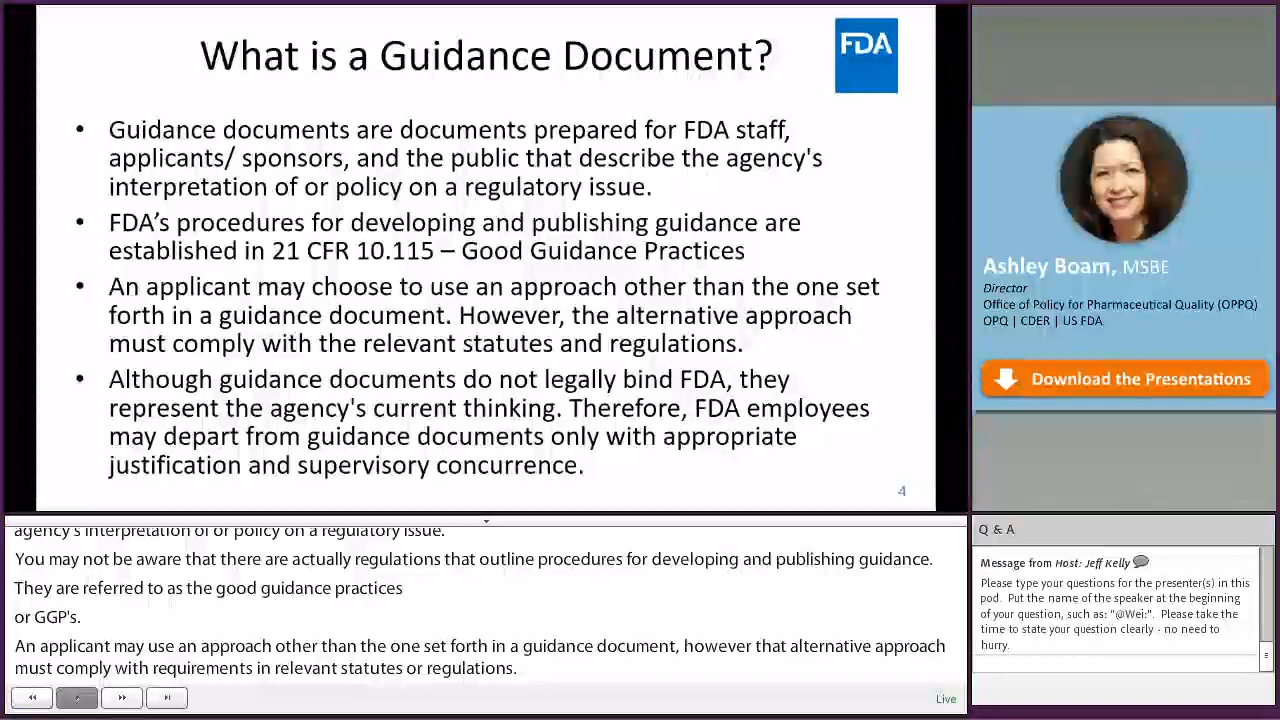 What is a Guidance Document?
FDA
• Guidance documents are documents prepared for FDA staff,
applicants/ sponsors, and the public that describe the agency's
interpretation of or policy on a regulatory issue.
• FDA’s procedures for developing and publishing guidance are
established in 21 CFR 10.115 – Good Guidance Practices
• An applicant may choose to use an approach other than the one set
forth in a guidance document. However, the alternative approach
must comply with the relevant statutes and regulations.
• Although guidance documents do not legally bind FDA, they
represent the agency's current thinking. Therefore, FDA employees
may depart from guidance documents only with appropriate
justification and supervisory concurrence.
4
Ashley Boam, MSBE
Director
Office of Policy for Pharmaceutical Quality (OPPQ)
OPQ | CDER | US FDA
Download the Presentations
agency's interpretation of or policy on a regulatory issue.
You may not be aware that there are actually regulations that outline procedures for developing and publishing guidance.
They are referred to as the good guidance practices
or GGP's.
An applicant may use an approach other than the one set forth in a guidance document, however that alternative approach
must comply with requirements in relevant statutes or regulations.
Live
Q & A
Message from Host: Jeff Kelly
Please type your questions for the presenter(s) in this
pod. Put the name of the speaker at the beginning
of your question, such as: "@Wei:". Please take the
time to state your question clearly - no need to
hurry.